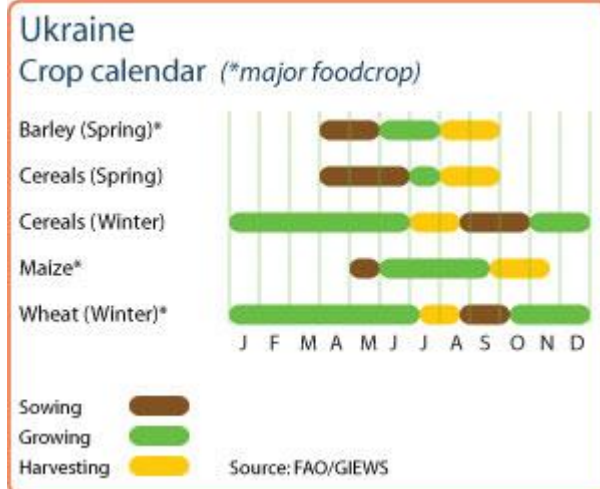 Ukraine
Crop calendar (*major foodcrop)
Barley (Spring)*
Cereals (Spring)
Cereals (Winter)
Maize*
Wheat (Winter)*
J F M A M J J A S O N D
Sowing
Growing
Harvesting Source: FAO/GIEWS